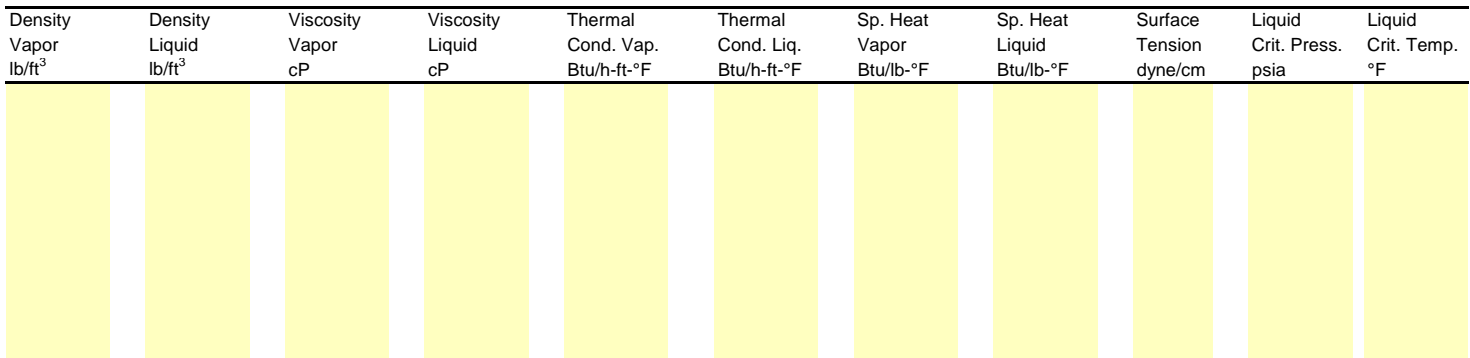 Density Density Viscosity Viscosity Thermal Thermal Sp. Heat Sp. Heat Surface Liquid Liquid
Vapor Liquid Vapor Liquid Cond. Vap. Cond. Liq. Vapor Liquid Tension Crit. Press. Crit. Temp.
lb/ft³ lb/ft³ cP cP Btu/h-ft-°F Btu/h-ft-°F Btu/lb-°F Btu/lb-°F dyne/cm psia °F